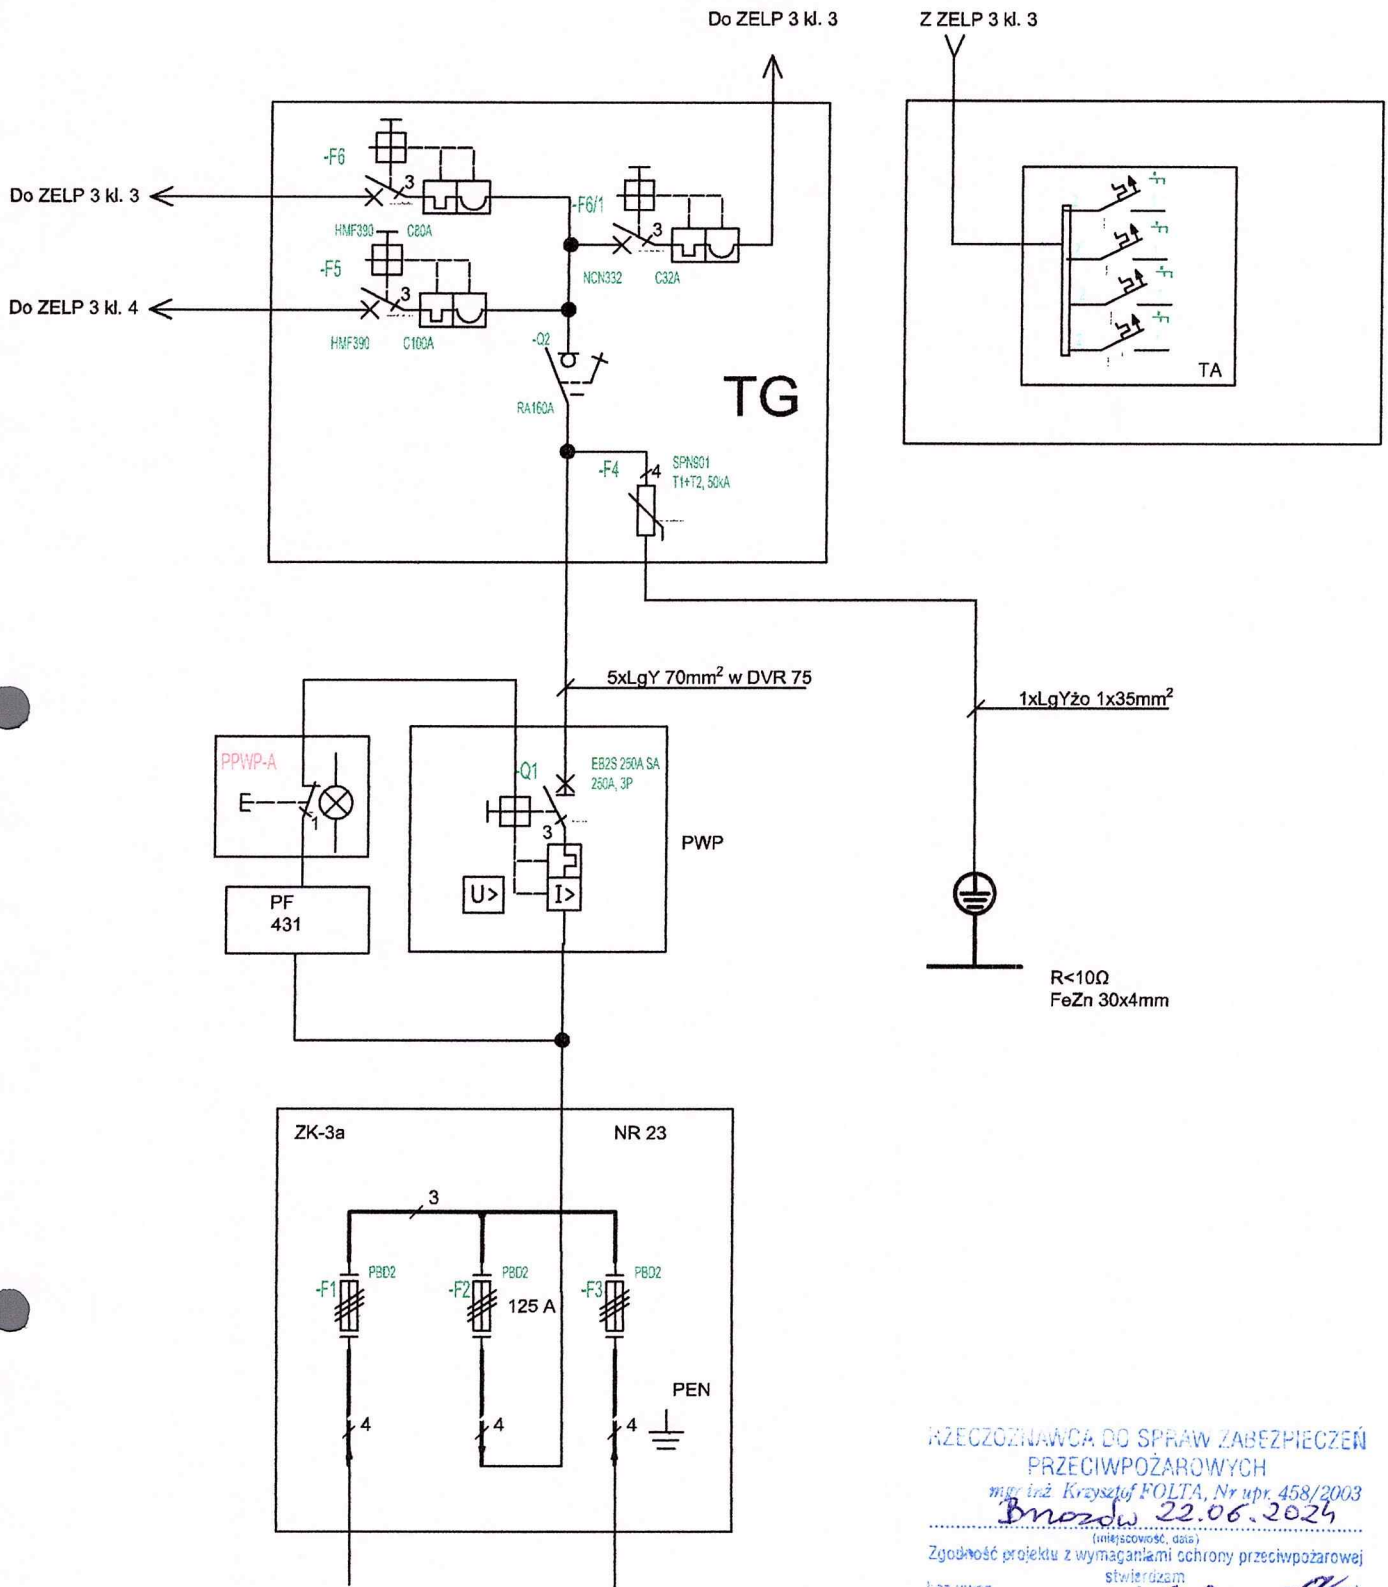 Do ZELP 3 kl. 3
Z ZELP 3 kl. 3
-F6
3
Do ZELP 3 kl. 3
HMF390
C80A
-F6/1
3
NCN332
C32A
-F5
3
Do ZELP 3 kl. 4
HMF390
C100A
-Q2
RA160A
TG
TA
-F4
4
SPN901
T1+T2, 50kA
5xLgY 70mm² w DVR 75
1xLgYżo 1x35mm²
PPWP-A
1
-Q1
EB2S 250A SA
250A, 3P
3
PWP
U>
I>
PF
431
R<10Ω
FeZn 30x4mm
ZK-3a
NR 23
3
-F1
PBD2
-F2
PBD2
125 A
-F3
PBD2
PEN
4
4
4
RZECZOZNAWCA DO SPRAW ZABEZPIECZEŃ
PRZECIWPOŻAROWYCH
mgr inż. Krzysztof FOLTA, Nr upr. 458/2003
22.06.2024
(miejscowość, data)
Zgodność projektu z wymaganiami ochrony przeciwpożarowej
stwierdzam